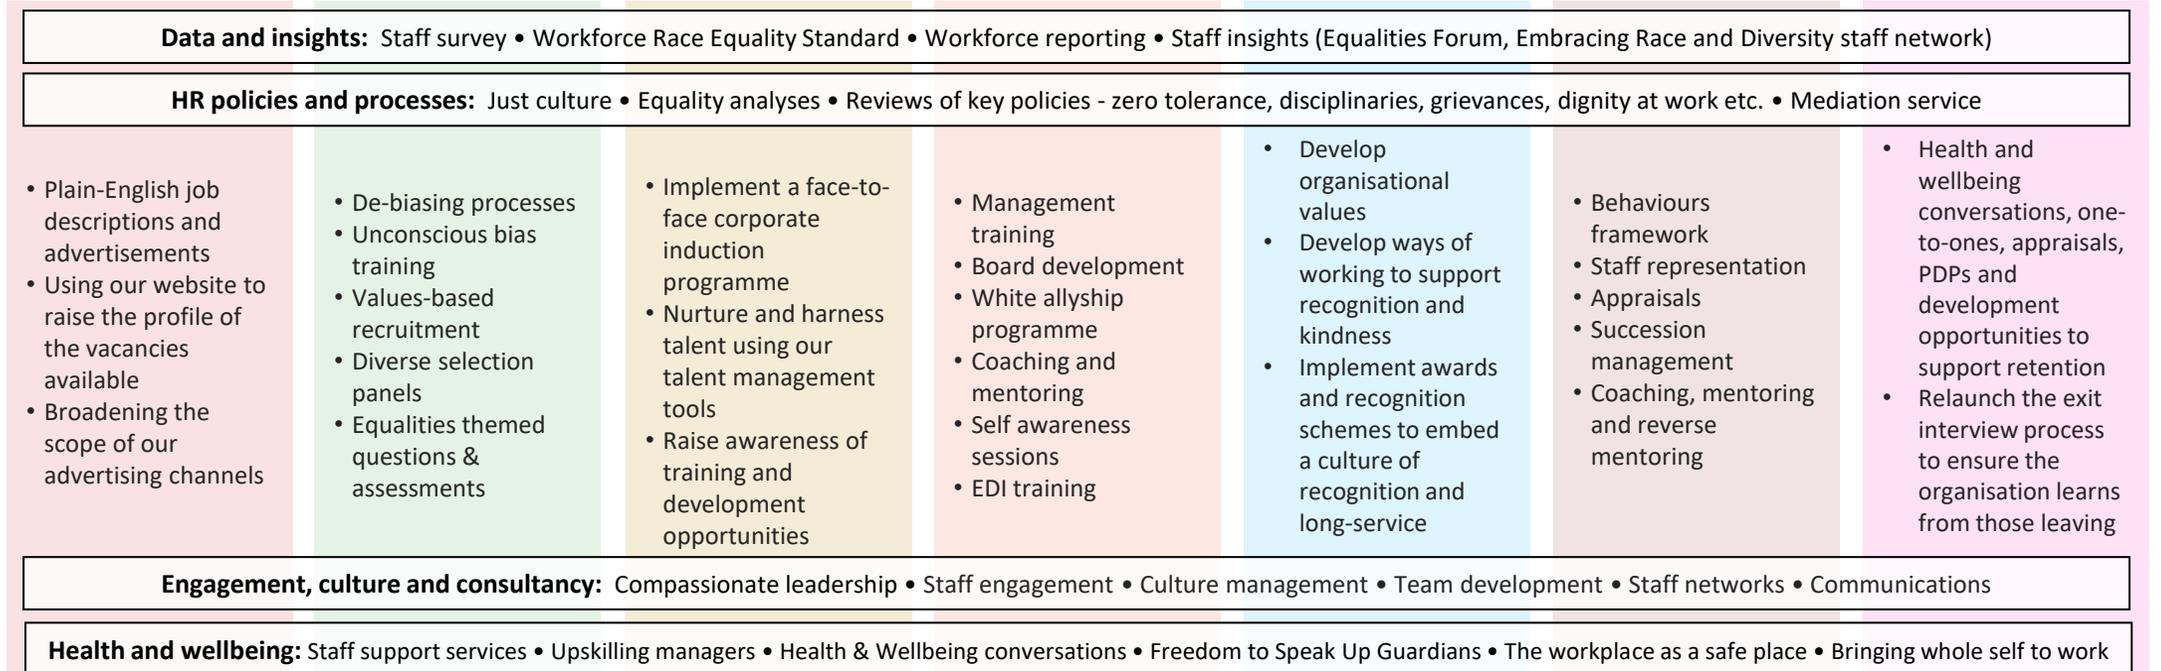 Data and insights: Staff survey • Workforce Race Equality Standard • Workforce reporting • Staff insights (Equalities Forum, Embracing Race and Diversity staff network)
HR policies and processes: Just culture • Equality analyses • Reviews of key policies - zero tolerance, disciplinaries, grievances, dignity at work etc. • Mediation service
• Plain-English job
descriptions and
advertisements
• Using our website to
raise the profile of
the vacancies
available
• Broadening the
scope of our
advertising channels
• De-biasing processes
• Unconscious bias
training
• Values-based
recruitment
• Diverse selection
panels
• Equalities themed
questions &
assessments
• Implement a face-to-
face corporate
induction
programme
• Nurture and harness
talent using our
talent management
tools
• Raise awareness of
training and
development
opportunities
• Management
training
• Board development
• White allyship
programme
• Coaching and
mentoring
• Self awareness
sessions
• EDI training
• Develop
organisational
values
• Develop ways of
working to support
recognition and
kindness
• Implement awards
and recognition
schemes to embed
a culture of
recognition and
long-service
• Behaviours
framework
• Staff representation
• Appraisals
• Succession
management
• Coaching, mentoring
and reverse
mentoring
• Health and
wellbeing
conversations, one-
to-ones, appraisals,
PDPs and
development
opportunities to
support retention
• Relaunch the exit
interview process
to ensure the
organisation learns
from those leaving
Engagement, culture and consultancy: Compassionate leadership • Staff engagement • Culture management • Team development • Staff networks • Communications
Health and wellbeing: Staff support services • Upskilling managers • Health & Wellbeing conversations • Freedom to Speak Up Guardians • The workplace as a safe place • Bringing whole self to work